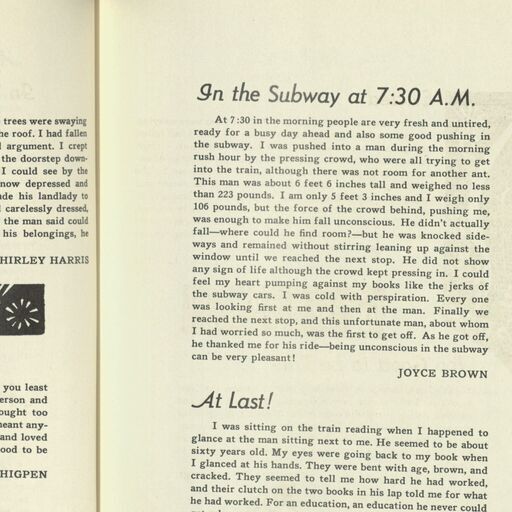 trees were swaying
he roof. I had fallen
argument. I crept
the doorstep down-
I could see by the
now depressed and
de his landlady to
carelessly dressed,
the man said could
his belongings, he
HIRLEY HARRIS
you least
erson and
ought too
meant any-
and loved
ood to be
HIGPEN
In the Subway at 7:30 A.M.
At 7:30 in the morning people are very fresh and untired,
ready for a busy day ahead and also some good pushing in
the subway. I was pushed into a man during the morning
rush hour by the pressing crowd, who were all trying to get
into the train, although there was not room for another ant.
This man was about 6 feet 6 inches tall and weighed no less
than 223 pounds. I am only 5 feet 3 inches and I weigh only
106 pounds, but the force of the crowd behind, pushing me,
was enough to make him fall unconscious. He didn't actually
fall—where could he find room?—but he was knocked side-
ways and remained without stirring leaning up against the
window until we reached the next stop. He did not show
any sign of life although the crowd kept pressing in. I could
feel my heart pumping against my books like the jerks of
the subway cars. I was cold with perspiration. Every one
was looking first at me and then at the man. Finally we
reached the next stop, and this unfortunate man, about whom
I had worried so much, was the first to get off. As he got off,
he thanked me for his ride—being unconscious in the subway
can be very pleasant!
JOYCE BROWN
At Last!
I was sitting on the train reading when I happened to
glance at the man sitting next to me. He seemed to be about
sixty years old. My eyes were going back to my book when
I glanced at his hands. They were bent with age, brown, and
cracked. They seemed to tell me how hard he had worked,
and their clutch on the two books in his lap told me for what
he had worked. For an education, an education he never could